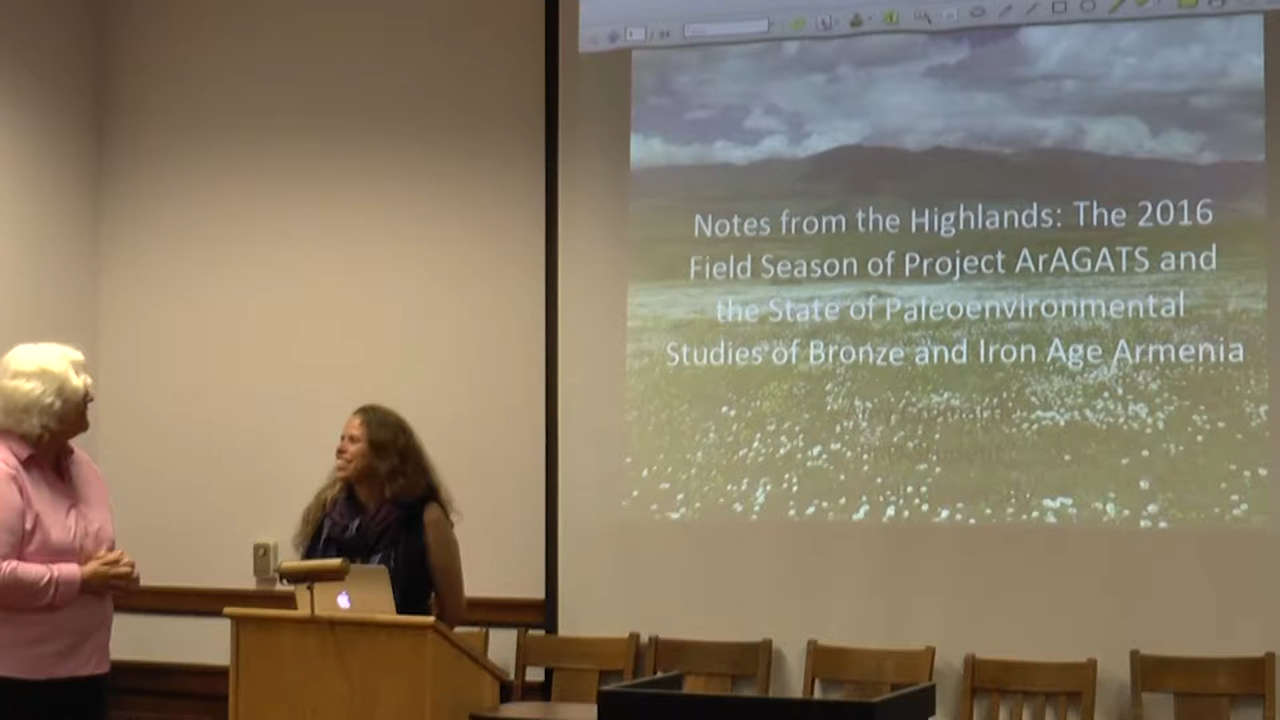 Notes from the Highlands: The 2016
Field Season of Project ArAGATS and
the State of Paleoenvironmental
Studies of Bronze and Iron Age Armenia